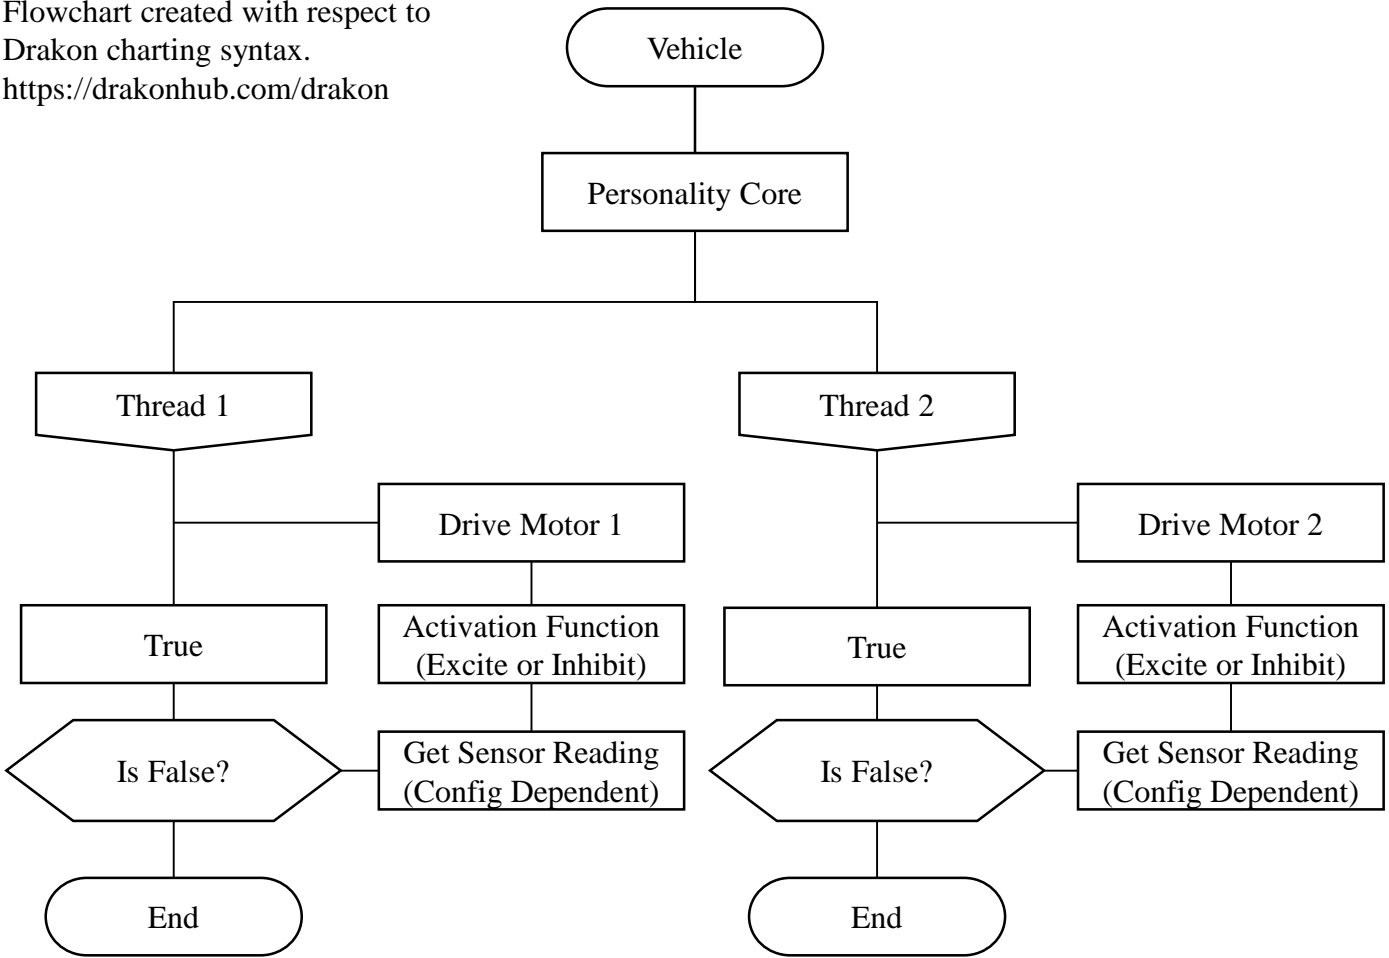 Flowchart created with respect to
Drakon charting syntax.
https://drakonhub.com/drakon
Vehicle
Personality Core
Thread 1
Thread 2
Drive Motor 1
Drive Motor 2
True
Activation Function
(Excite or Inhibit)
True
Activation Function
(Excite or Inhibit)
Is False?
Get Sensor Reading
(Config Dependent)
Is False?
Get Sensor Reading
(Config Dependent)
End
End